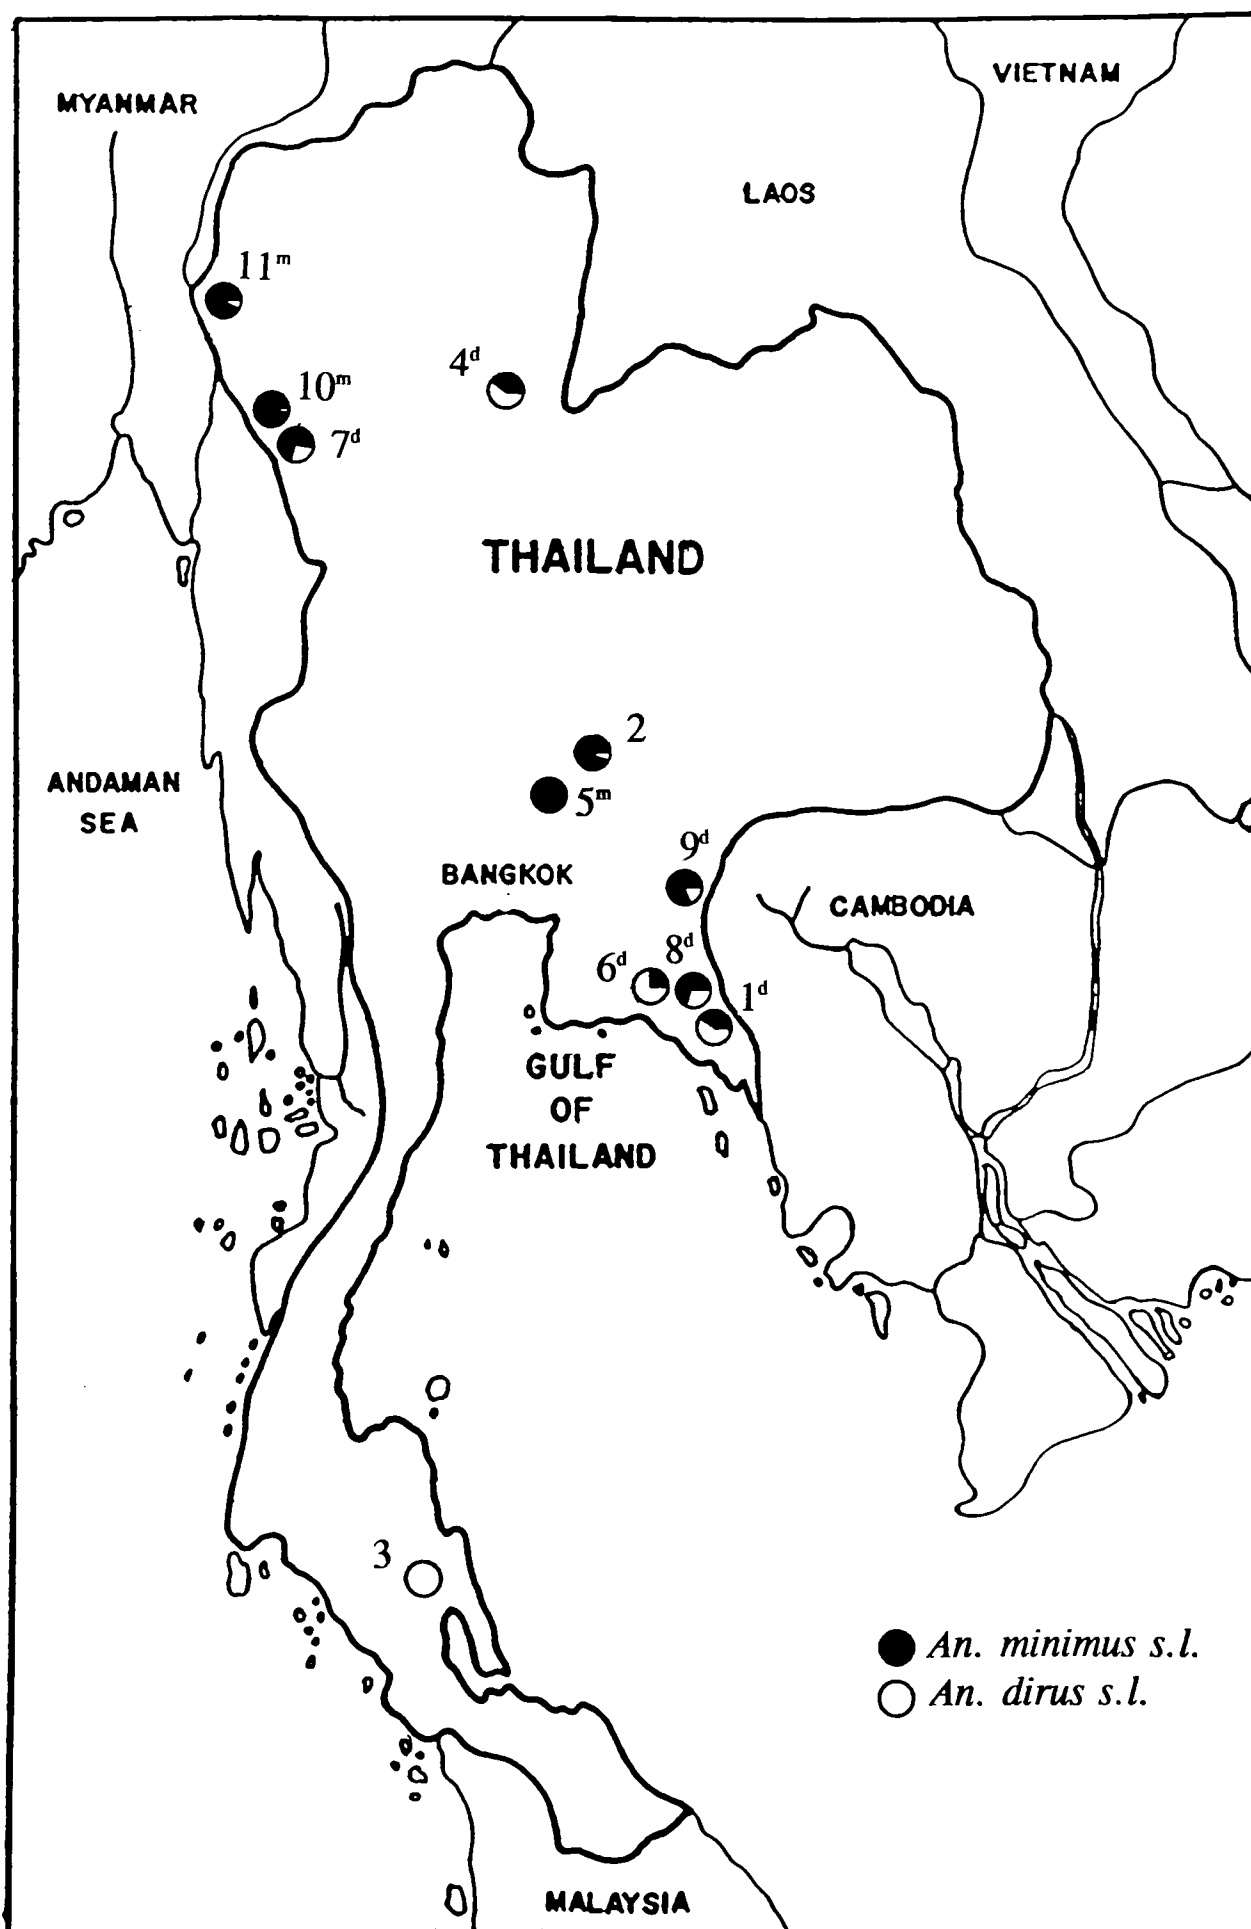 VIETNAM
MYANMAR
LAOS
11ᵐ
4ᵈ
10ᵐ
7ᵈ
THAILAND
2
5ᵐ
ANDAMAN
SEA
9ᵈ
BANGKOK
CAMBODIA
8ᵈ
6ᵈ
1ᵈ
GULF
OF
THAILAND
3
An. minimus s.l.
An. dirus s.l.
MALAYSIA